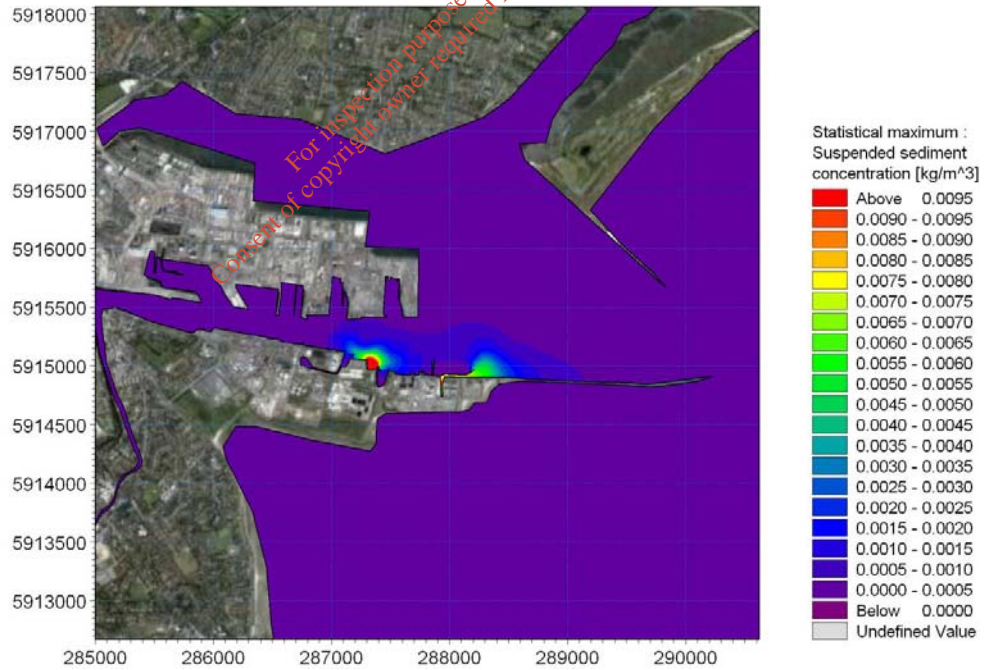 5918000
5917500
5917000
5916500
5916000
5915500
5915000
5914500
5914000
5913500
5913000
285000 286000 287000 288000 289000 290000
For inspection purpose
Consent of copyright owner required
Statistical maximum :
Suspended sediment
concentration [kg/m^3]
Above 0.0095
0.0090 - 0.0095
0.0085 - 0.0090
0.0080 - 0.0085
0.0075 - 0.0080
0.0070 - 0.0075
0.0065 - 0.0070
0.0060 - 0.0065
0.0055 - 0.0060
0.0050 - 0.0055
0.0045 - 0.0050
0.0040 - 0.0045
0.0035 - 0.0040
0.0030 - 0.0035
0.0025 - 0.0030
0.0020 - 0.0025
0.0015 - 0.0020
0.0010 - 0.0015
0.0005 - 0.0010
0.0000 - 0.0005
Below 0.0000
Undefined Value